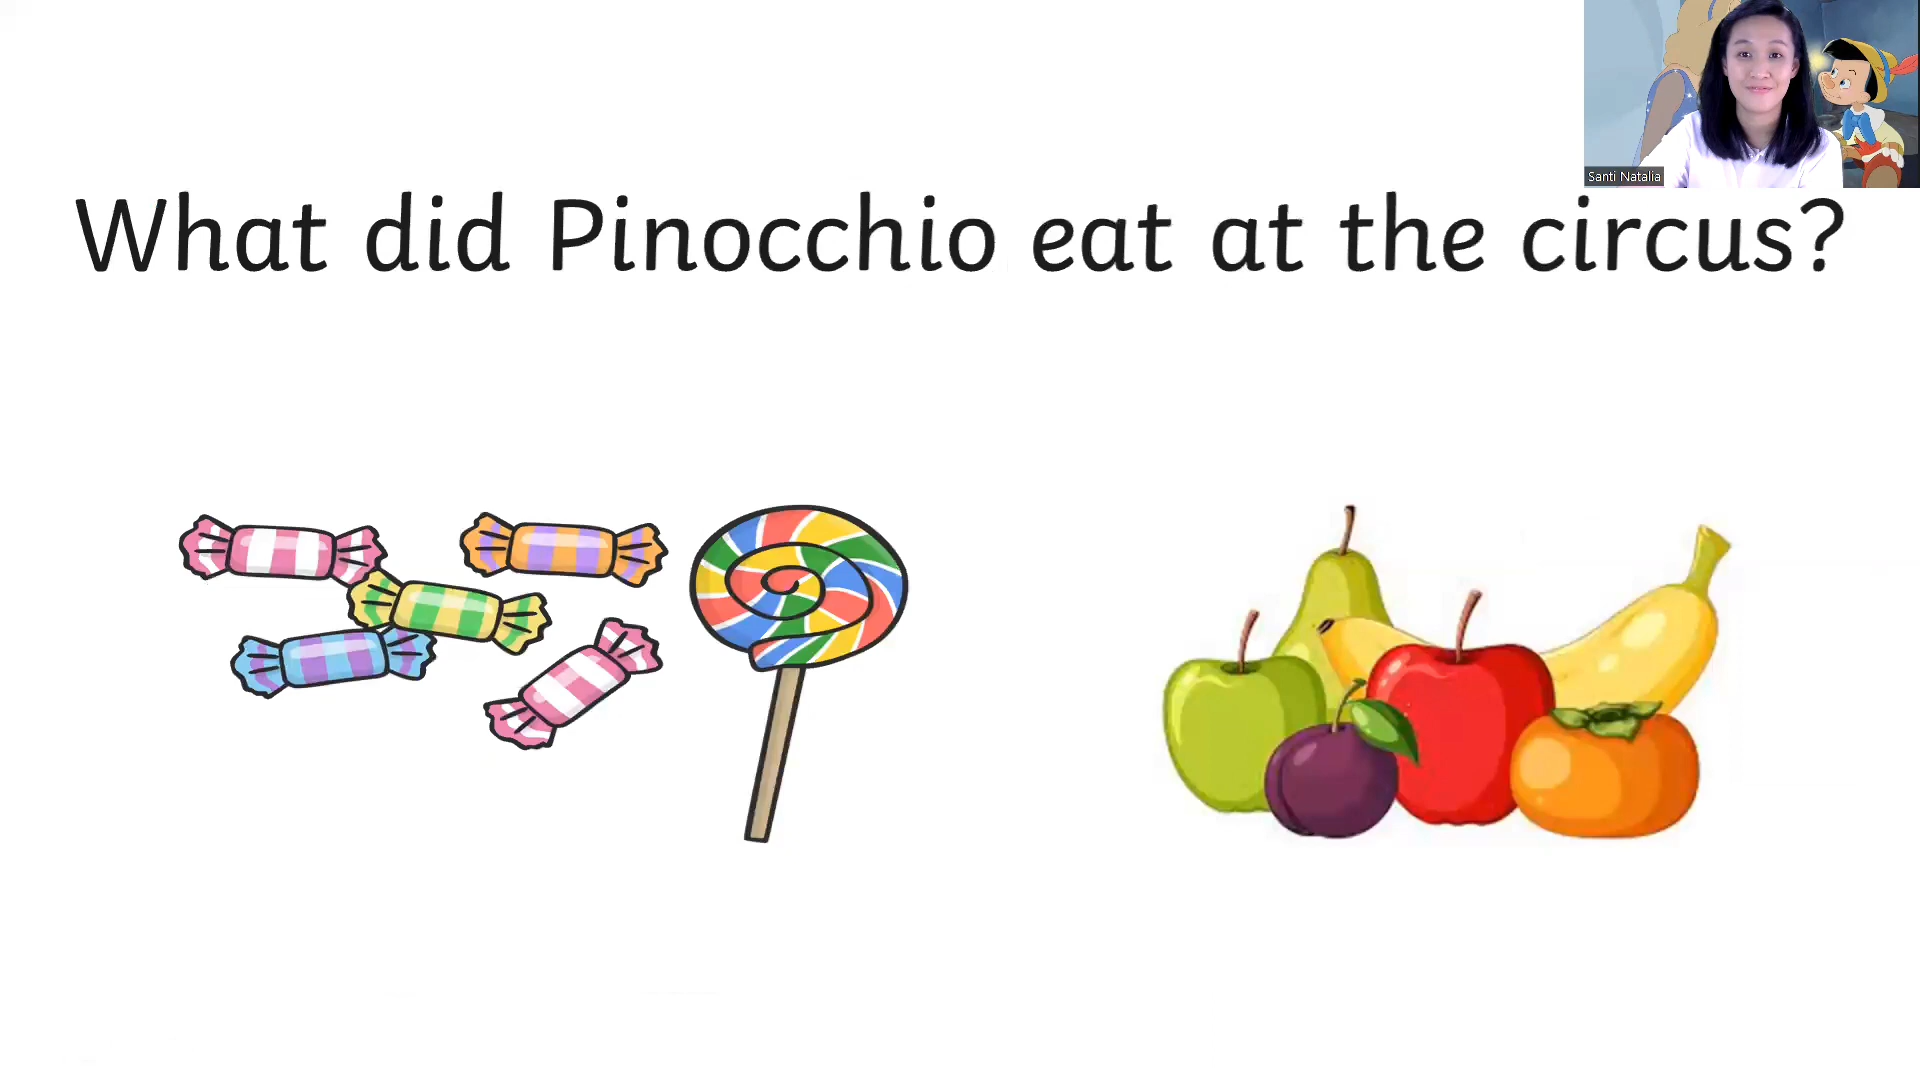 Santi Natalia
What did Pinocchio eat at the circus?